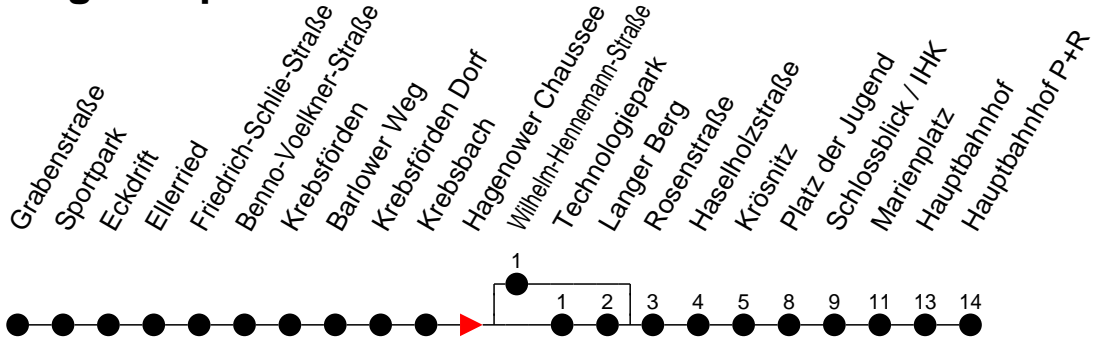 Grabenstraße
Sportpark
Eckdrift
Ellerried
Friedrich-Schlie-Straße
Benno-Voelkner-Straße
Krebsförden
Barlower Weg
Krebsförden Dorf
Krebsbach
Hagenower Chaussee
Wilhelm-Hennemann-Straße
Technologiepark
Langer Berg
Rosenstraße
Haselholzstraße
Krösnitz
Platz der Jugend
Schlossblick / IHK
Marienplatz
Hauptbahnhof
Hauptbahnhof P+R
1
1 2 3 4 5 8 9 11 13 14